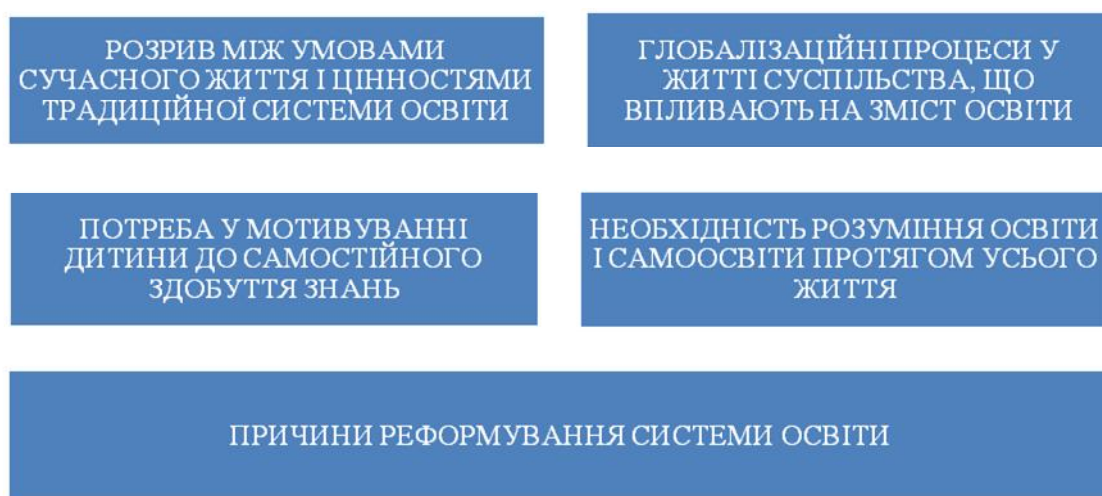 РОЗРИВ МІЖ УМОВАМИ
СУЧАСНОГО ЖИТТЯ І ЦІННОСТЯМИ
ТРАДИЦІЙНОЇ СИСТЕМИ ОСВІТИ
ГЛОБАЛІЗАЦІЙНІ ПРОЦЕСИ У
ЖИТТІ СУСПІЛЬСТВА, ЩО
ВПЛИВАЮТЬ НА ЗМІСТ ОСВІТИ
ПОТРЕБА У МОТИВУВАННІ
ДИТИНИ ДО САМОСТІЙНОГО
ЗДОБУТТЯ ЗНАНЬ
НЕОБХІДНІСТЬ РОЗУМІННЯ ОСВІТИ
І САМООСВІТИ ПРОТЯГОМ УСЬОГО
ЖИТТЯ
ПРИЧИНИ РЕФОРМУВАННЯ СИСТЕМИ ОСВІТИ